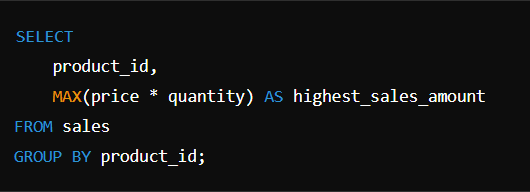 SELECT
product_id,
MAX(price * quantity) AS highest_sales_amount
FROM sales
GROUP BY product_id;